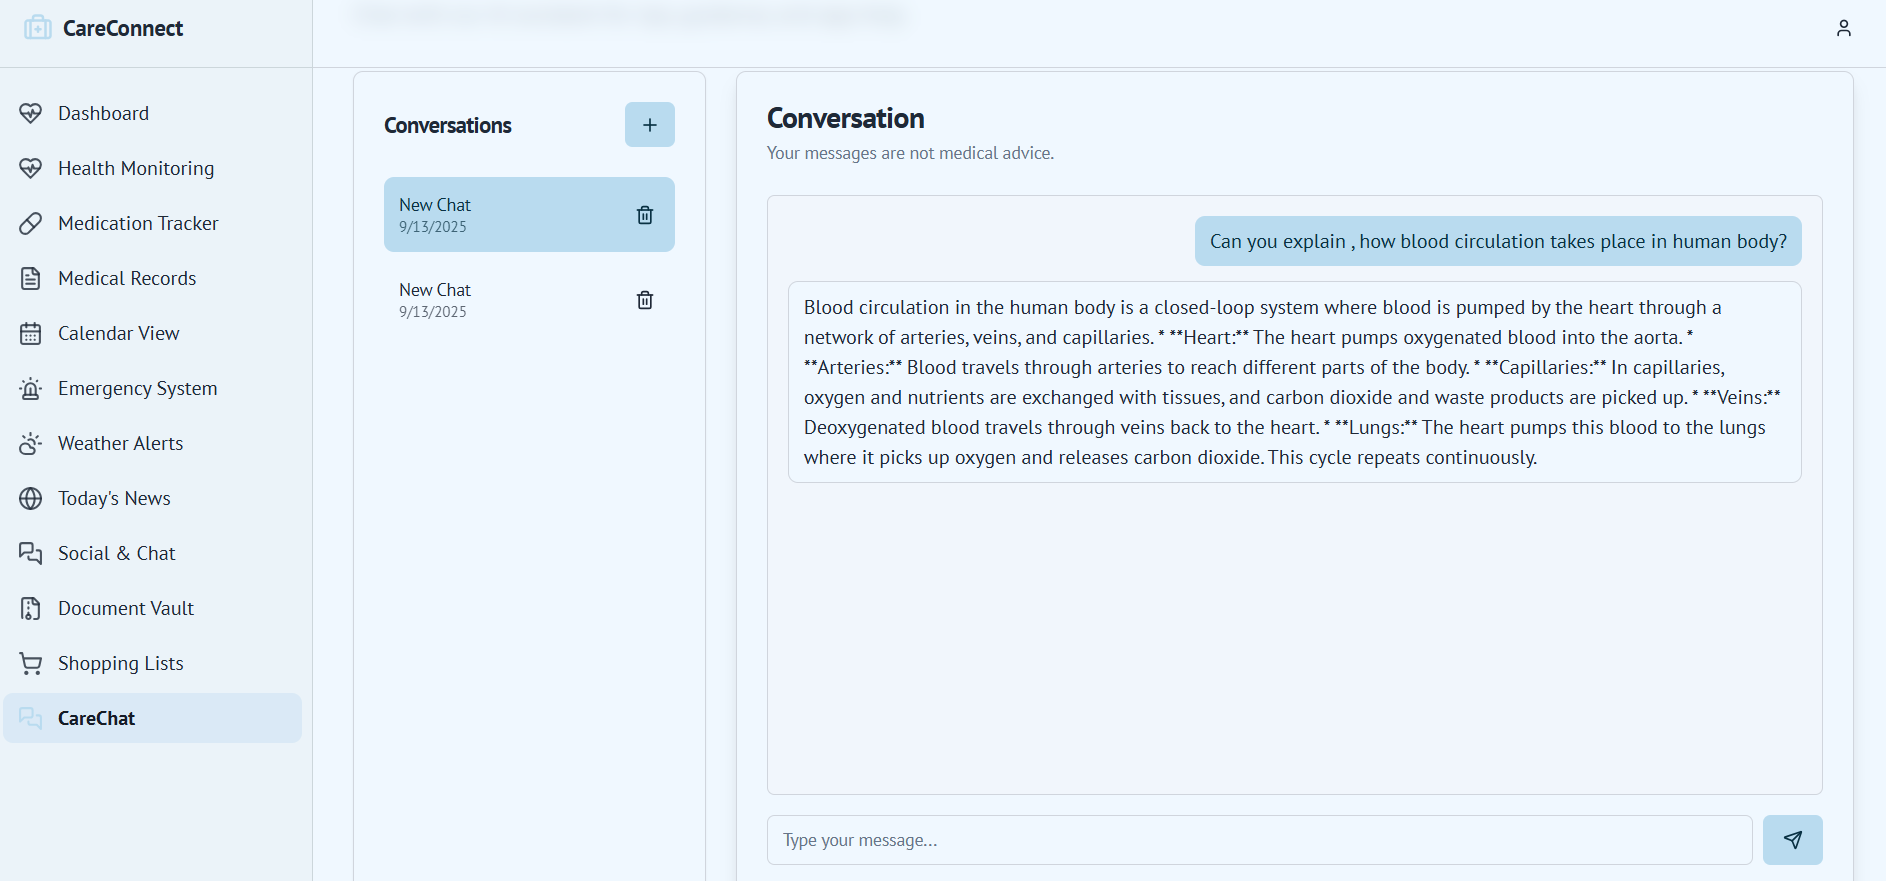 CareConnect
Dashboard
Health Monitoring
Medication Tracker
Medical Records
Calendar View
Emergency System
Weather Alerts
Today's News
Social & Chat
Document Vault
Shopping Lists
CareChat
Conversations
New Chat
9/13/2025
New Chat
9/13/2025
Conversation
Your messages are not medical advice.
Can you explain , how blood circulation takes place in human body?
Blood circulation in the human body is a closed-loop system where blood is pumped by the heart through a
network of arteries, veins, and capillaries. * **Heart:** The heart pumps oxygenated blood into the aorta. *
**Arteries:** Blood travels through arteries to reach different parts of the body. * **Capillaries:** In capillaries,
oxygen and nutrients are exchanged with tissues, and carbon dioxide and waste products are picked up. * **Veins:**
Deoxygenated blood travels through veins back to the heart. * **Lungs:** The heart pumps this blood to the lungs
where it picks up oxygen and releases carbon dioxide. This cycle repeats continuously.
Type your message...